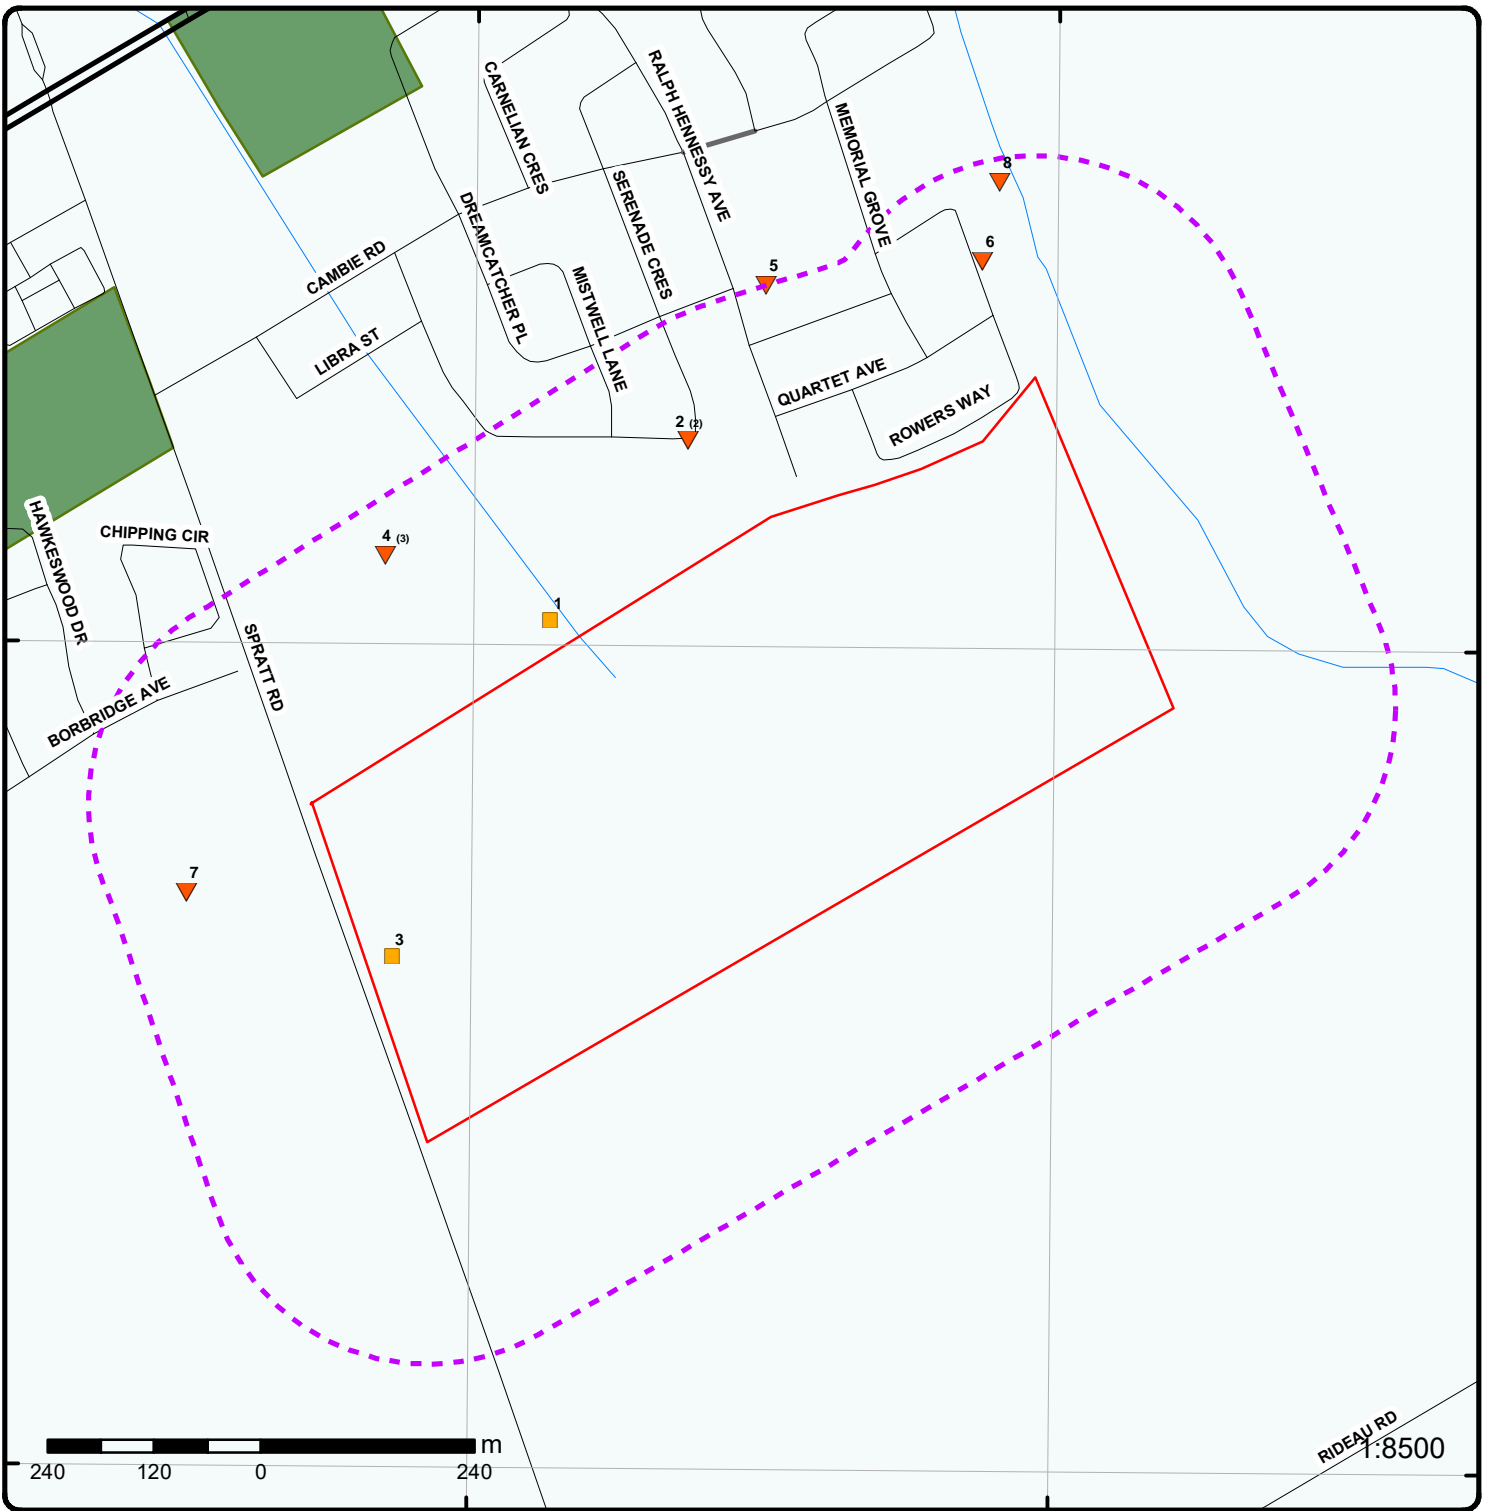 CARNELIAN CRES
RALPH HENNESSY AVE
MEMORIAL GROVE
8
SERENADE CRES
DREAMCATCHER PL
CAMBIE RD
6
5
MISTWELL LANE
LIBRA ST
QUARTET AVE
ROWERS WAY
2 (2)
HAWKESWOOD DR
CHIPPING CIR
4 (3)
1
SPRATT RD
BORBRIDGE AVE
7
3
RIDEAU RD
1:8500
m
240 120 0 240